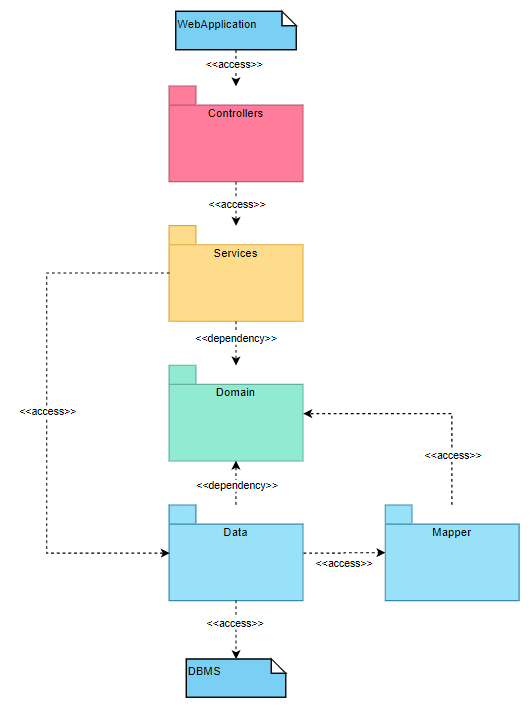 WebApplication
<<access>>
Controllers
<<access>>
Services
<<dependency>>
Domain
<<access>>
<<access>>
<<dependency>>
Data
Mapper
<<access>>
<<access>>
DBMS